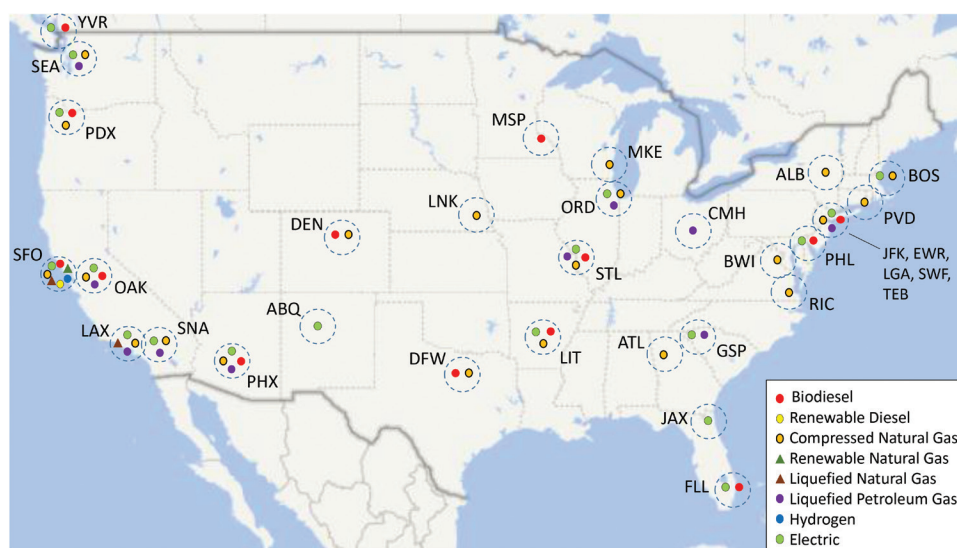 YVR
SEA
PDX
MSP
MKE
ALB
BOS
LNK
ORD
CMH
PVD
DEN
SFO
OAK
STL
BWI
PHL
JFK, EWR,
LGA, SWF,
TEB
RIC
ABQ
LAX
SNA
PHX
DFW
LIT
ATL
GSP
JAX
FLL
Biodiesel
Renewable Diesel
Compressed Natural Gas
Renewable Natural Gas
Liquefied Natural Gas
Liquefied Petroleum Gas
Hydrogen
Electric